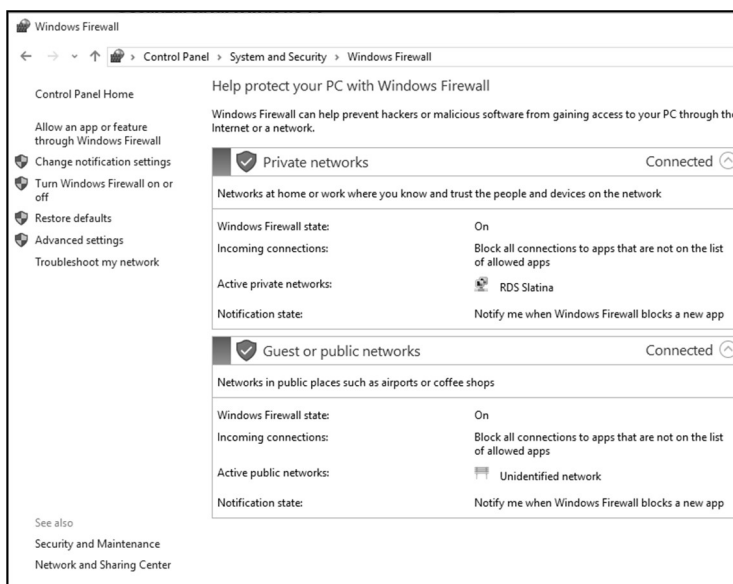 Windows Firewall
Control Panel > System and Security > Windows Firewall
Control Panel Home
Allow an app or feature
through Windows Firewall
Change notification settings
Turn Windows Firewall on or
off
Restore defaults
Advanced settings
Troubleshoot my network
See also
Security and Maintenance
Network and Sharing Center
Help protect your PC with Windows Firewall
Windows Firewall can help prevent hackers or malicious software from gaining access to your PC through the
Internet or a network.
Private networks Connected
Networks at home or work where you know and trust the people and devices on the network
Windows Firewall state: On
Incoming connections: Block all connections to apps that are not on the list
of allowed apps
Active private networks: RDS Slatina
Notification state: Notify me when Windows Firewall blocks a new app
Guest or public networks Connected
Networks in public places such as airports or coffee shops
Windows Firewall state: On
Incoming connections: Block all connections to apps that are not on the list
of allowed apps
Active public networks: Unidentified network
Notification state: Notify me when Windows Firewall blocks a new app